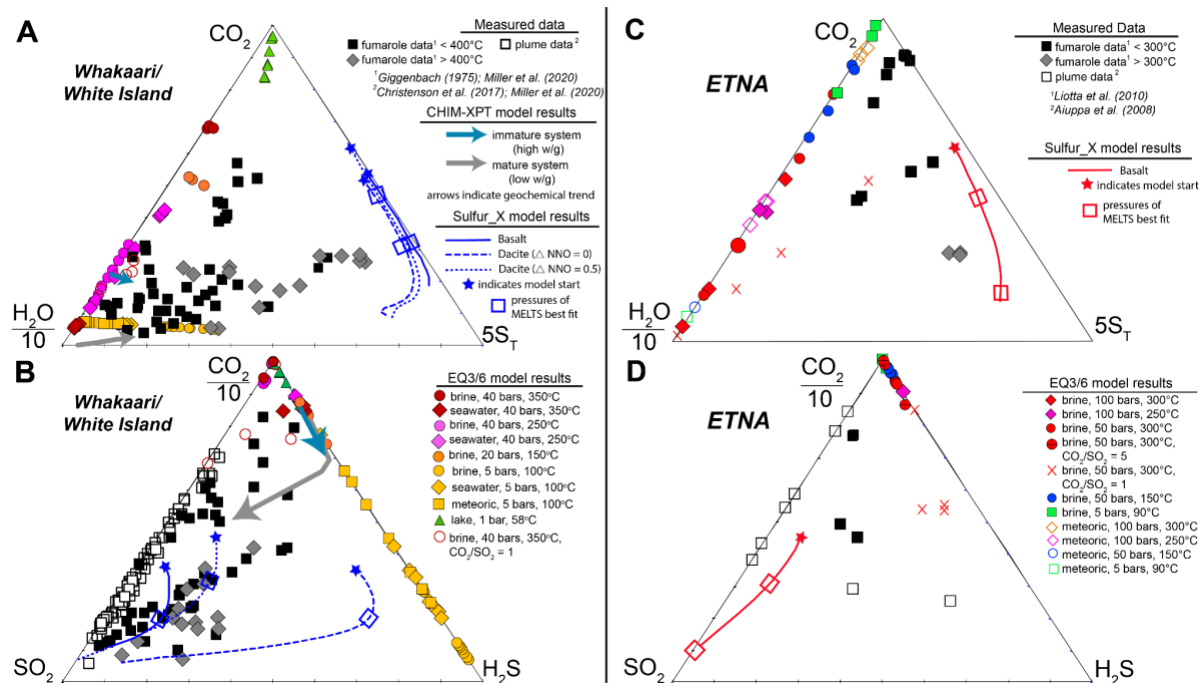 A
CO2
Whakaari/
White Island
Measured data
fumarole data1 < 400°C
plume data2
fumarole data1 > 400°C
1Giggenbach (1975); Miller et al. (2020)
2Christenson et al. (2017); Miller et al. (2020)
CHIM-XPT model results
immature system
(high w/g)
mature system
(low w/g)
arrows indicate geochemical trend
Sulfur_X model results
Basalt
Dacite (△ NNO = 0)
Dacite (△ NNO = 0.5)
indicates model start
pressures of
MELTS best fit
H2O
10
5ST
B
CO2
10
Whakaari/
White Island
EQ3/6 model results
brine, 40 bars, 350°C
seawater, 40 bars, 350°C
brine, 40 bars, 250°C
seawater, 40 bars, 250°C
brine, 20 bars, 150°C
brine, 5 bars, 100°C
seawater, 5 bars, 100°C
meteoric, 5 bars, 100°C
lake, 1 bar, 58°C
brine, 40 bars, 350°C,
CO2/SO2 = 1
SO2
H2S
C
CO2
ETNA
Measured Data
fumarole data1 < 300°C
fumarole data1 > 300°C
plume data2
1Liotta et al. (2010)
2Aiuppa et al. (2008)
Sulfur_X model results
Basalt
indicates model start
pressures of
MELTS best fit
H2O
10
5ST
D
CO2
10
ETNA
EQ3/6 model results
brine, 100 bars, 300°C
brine, 100 bars, 250°C
brine, 50 bars, 300°C
brine, 50 bars, 300°C,
CO2/SO2 = 5
brine, 50 bars, 300°C,
CO2/SO2 = 1
brine, 50 bars, 150°C
brine, 5 bars, 90°C
meteoric, 100 bars, 300°C
meteoric, 100 bars, 250°C
meteoric, 50 bars, 150°C
meteoric, 5 bars, 90°C
SO2
H2S